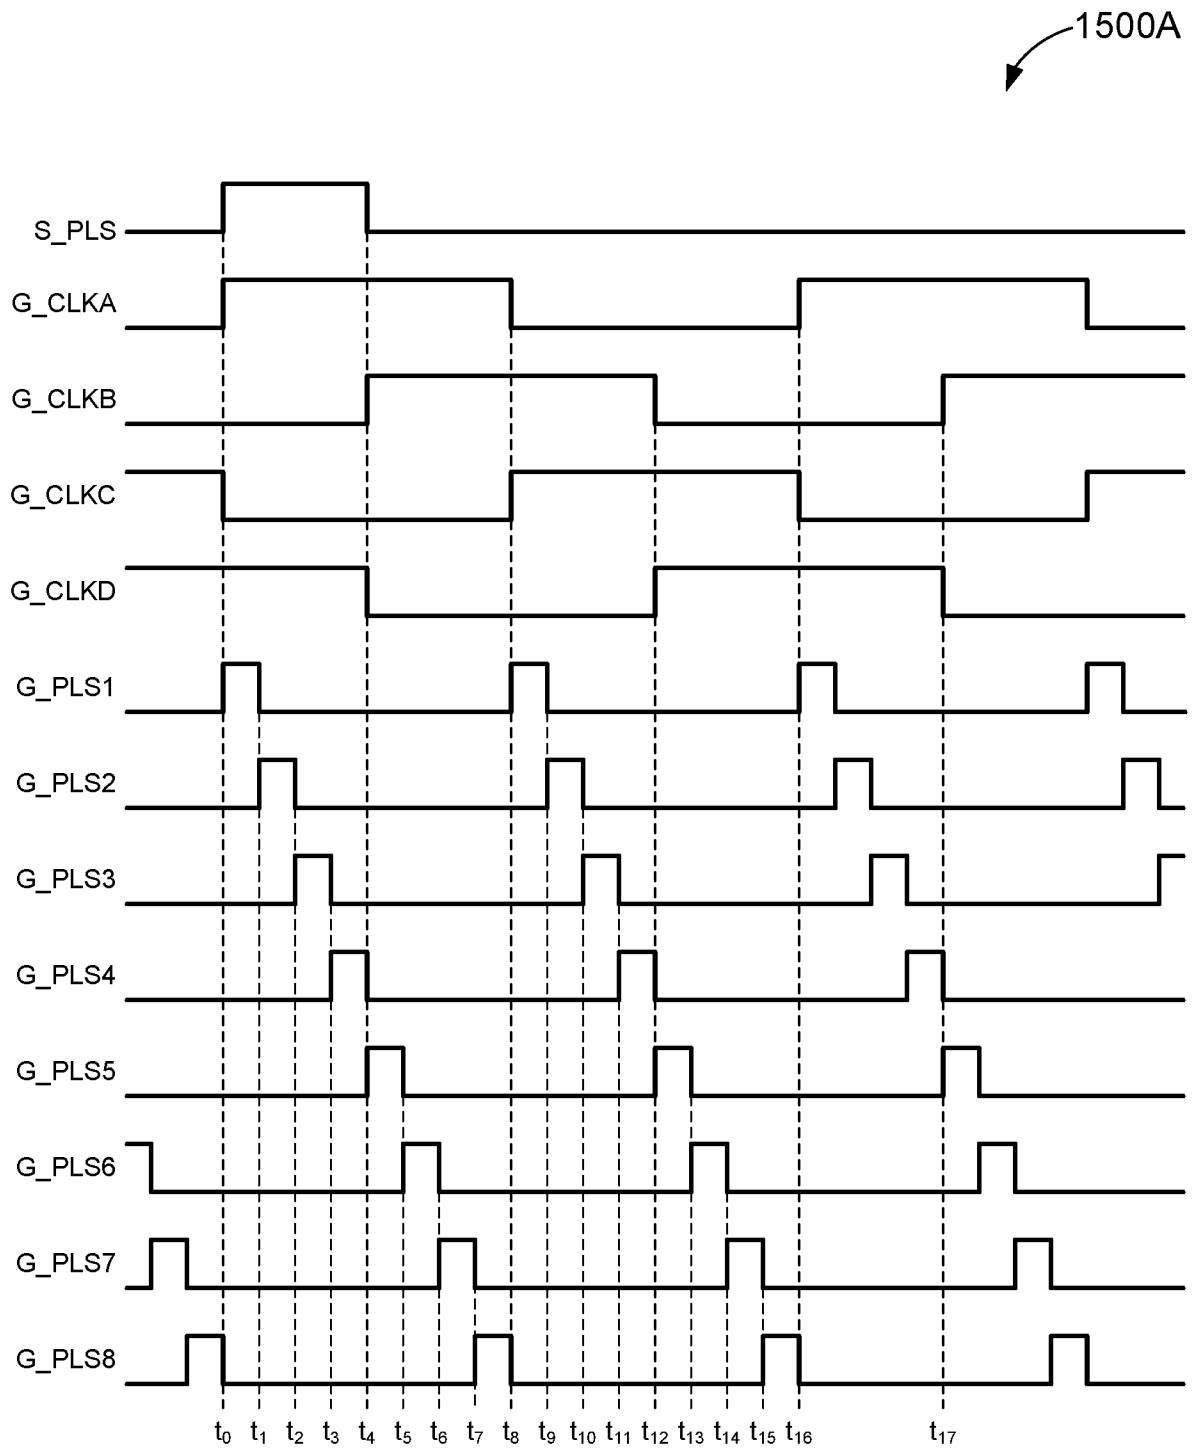 1500A
S_PLS
G_CLKA
G_CLKB
G_CLKC
G_CLKD
G_PLS1
G_PLS2
G_PLS3
G_PLS4
G_PLS5
G_PLS6
G_PLS7
G_PLS8
t0 t1 t2 t3 t4 t5 t6 t7 t8 t9 t10 t11 t12 t13 t14 t15 t16 t17